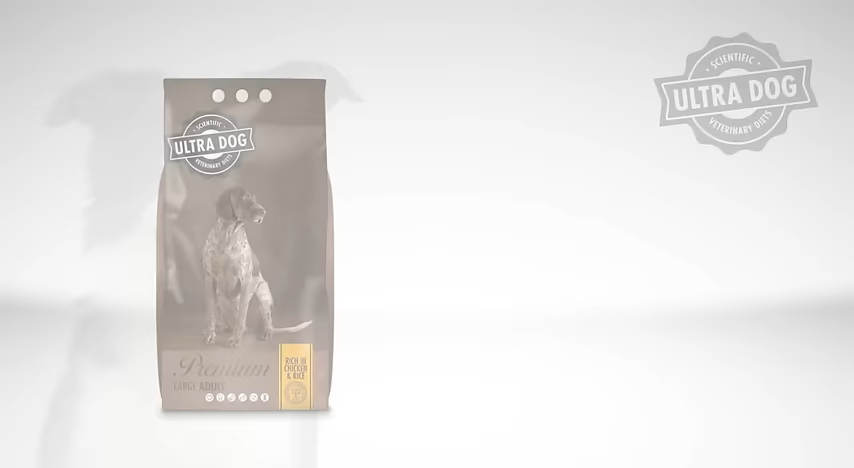 SCIENTIFIC
ULTRA DOG
VETERINARY DIETS
SCIENTIFIC
ULTRA DOG
VETERINARY DIETS
Premium
LARGE ADULT
RICH IN
CHICKEN
& RICE